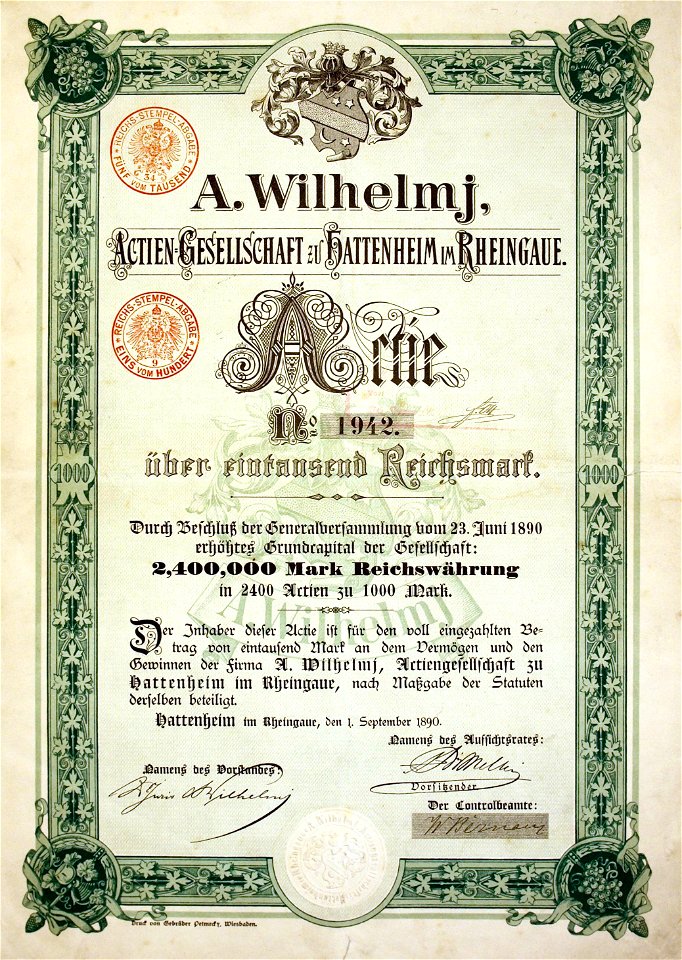 A. Wilhelmj,
Actien-Gesellschaft zu Hattenheim im Rheingaue.
REICHS-STEMPEL-ABGABE
34
FÜNF VOM TAUSEND
REICHS-STEMPEL-ABGABE
9
EINS VOM HUNDERT
Actie
No. 1942.
über eintausend Reichsmark.
1000
1000
Durch Beschluß der Generalversammlung vom 23. Juni 1890
erhöhtes Grundcapital der Gesellschaft:
2,400,000 Mark Reichswährung
in 2400 Actien zu 1000 Mark.
A. Wilhelmj
Der Inhaber dieser Actie ist für den voll eingezahlten Be-
trag von eintausend Mark an dem Vermögen und den
Gewinnen der Firma A. Wilhelmj, Actiengesellschaft zu
Hattenheim im Rheingaue, nach Maßgabe der Statuten
derselben beteiligt.
Hattenheim im Rheingaue, den 1. September 1890.
Namens des Aufsichtsrates:
Namens des Vorstandes:
Wilhelmj
Vorsitzender
Der Controlbeamte:
Druck von Gebrüder Petmecky, Wiesbaden.